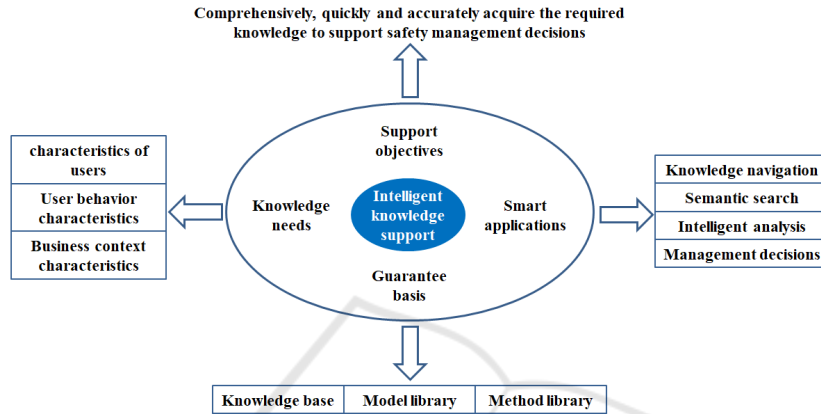 Comprehensively, quickly and accurately acquire the required
knowledge to support safety management decisions
Support
objectives
characteristics of
users
User behavior
characteristics
Business context
characteristics
Knowledge
needs
Intelligent
knowledge
support
Smart
applications
Knowledge navigation
Semantic search
Intelligent analysis
Management decisions
Guarantee
basis
Knowledge base
Model library
Method library